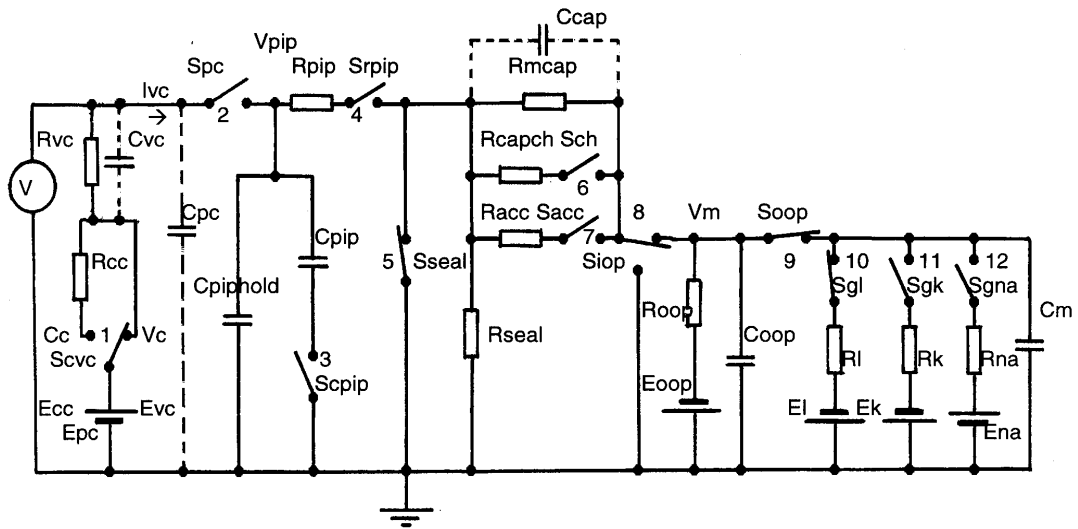 Ccap
Vpip
Spc
Rpip Srpip
Rmcap
Ivc
→
2
4
Rvc
Cvc
Rcapch Sch
6
V
Racc Sacc
8
Vm
Soop
Cpc
Cpip
7
5
Sseal
Siop
9
10
11
12
Rcc
Cpiphold
Sgl
Sgk
Sgna
Cm
Roop
Cc
1
Vc
Rseal
Coop
Scvc
3
Rl
Rk
Rna
Scpip
Ecc
Evc
Eoop
Epc
El
Ek
Ena